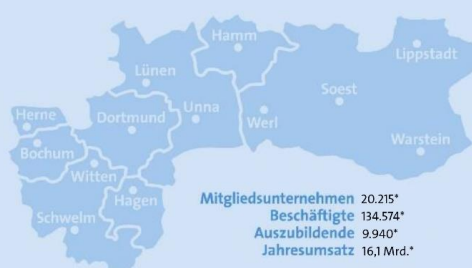 Hamm
Lippstadt
Lünen
Soest
Unna
Herne
Dortmund
Werl
Warstein
Bochum
Witten
Hagen
Schwelm
Mitgliedsunternehmen 20.215*
Beschäftigte 134.574*
Auszubildende 9.940*
Jahresumsatz 16,1 Mrd.*